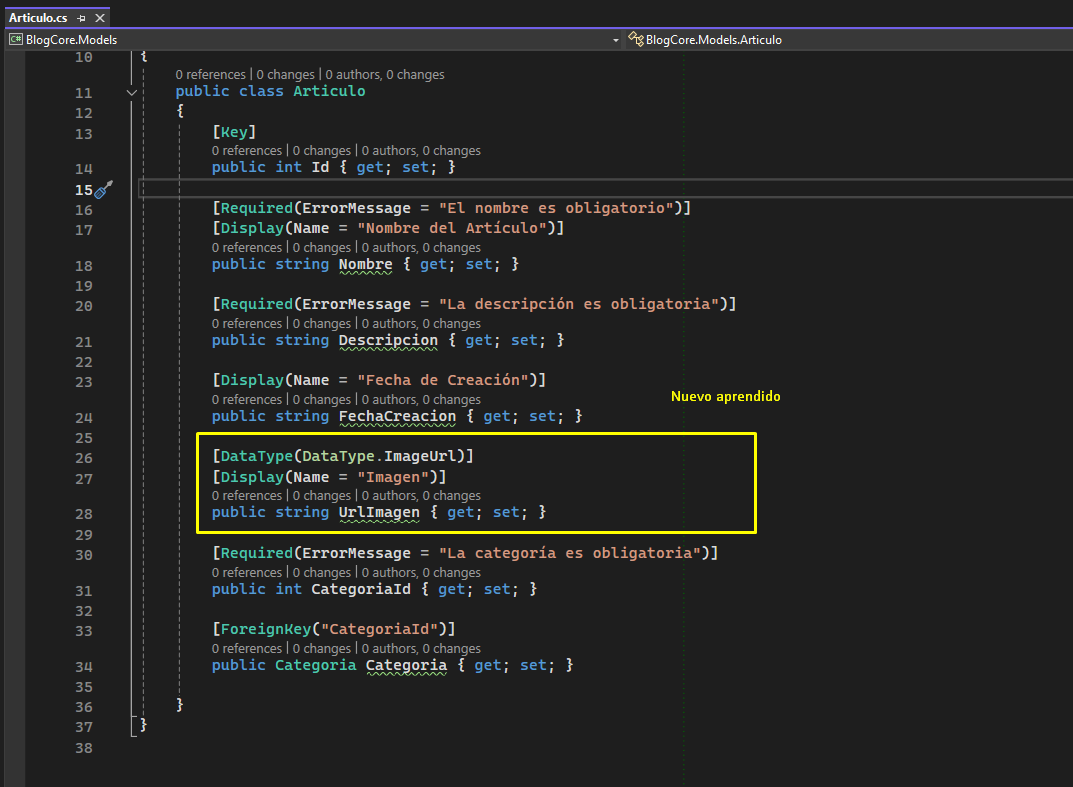 Articulo.cs
C# BlogCore.Models BlogCore.Models.Articulo
10 {
0 references | 0 changes | 0 authors, 0 changes
11 public class Articulo
12 {
13 [Key]
0 references | 0 changes | 0 authors, 0 changes
14 public int Id { get; set; }
15
16 [Required(ErrorMessage = "El nombre es obligatorio")]
17 [Display(Name = "Nombre del Artículo")]
0 references | 0 changes | 0 authors, 0 changes
18 public string Nombre { get; set; }
19
20 [Required(ErrorMessage = "La descripción es obligatoria")]
0 references | 0 changes | 0 authors, 0 changes
21 public string Descripcion { get; set; }
22
23 [Display(Name = "Fecha de Creación")]
0 references | 0 changes | 0 authors, 0 changes
Nuevo aprendido
24 public string FechaCreacion { get; set; }
25
26 [DataType(DataType.ImageUrl)]
27 [Display(Name = "Imagen")]
0 references | 0 changes | 0 authors, 0 changes
28 public string UrlImagen { get; set; }
29
30 [Required(ErrorMessage = "La categoría es obligatoria")]
0 references | 0 changes | 0 authors, 0 changes
31 public int CategoriaId { get; set; }
32
33 [ForeignKey("CategoriaId")]
0 references | 0 changes | 0 authors, 0 changes
34 public Categoria Categoria { get; set; }
35
36 }
37 }
38